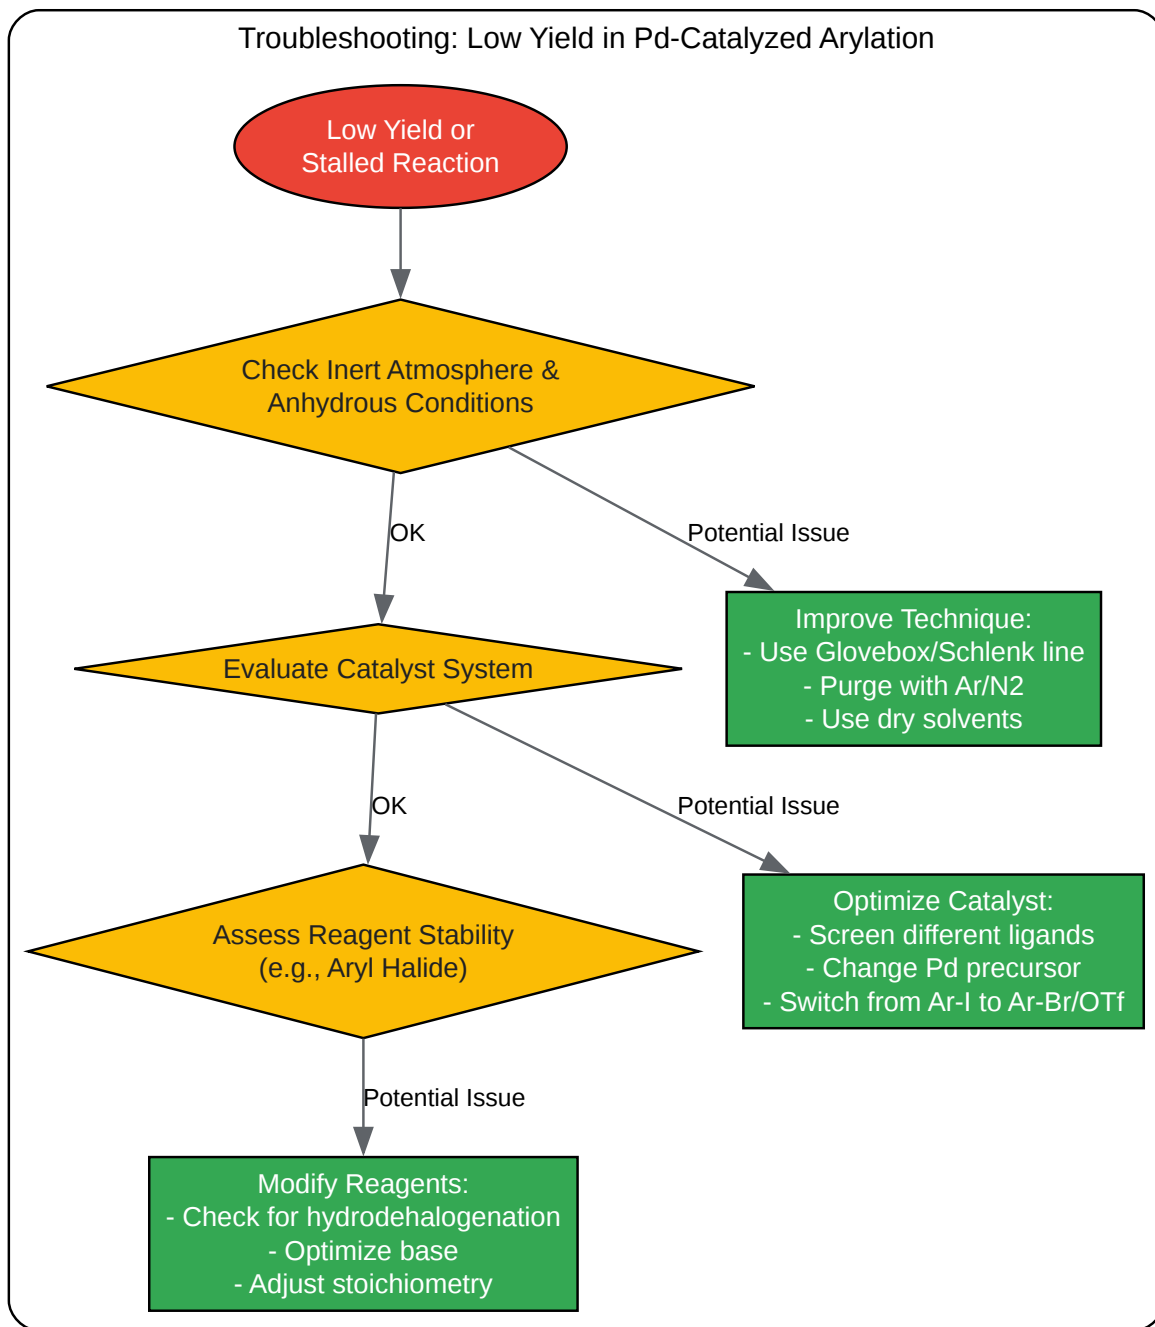 Troubleshooting: Low Yield in Pd-Catalyzed Arylation
Low Yield or
Stalled Reaction
Check Inert Atmosphere &
Anhydrous Conditions
OK
Potential Issue
Improve Technique:
- Use Glovebox/Schlenk line
- Purge with Ar/N2
- Use dry solvents
Evaluate Catalyst System
OK
Potential Issue
Optimize Catalyst:
- Screen different ligands
- Change Pd precursor
- Switch from Ar-I to Ar-Br/OTf
Assess Reagent Stability
(e.g., Aryl Halide)
Potential Issue
Modify Reagents:
- Check for hydrodehalogenation
- Optimize base
- Adjust stoichiometry